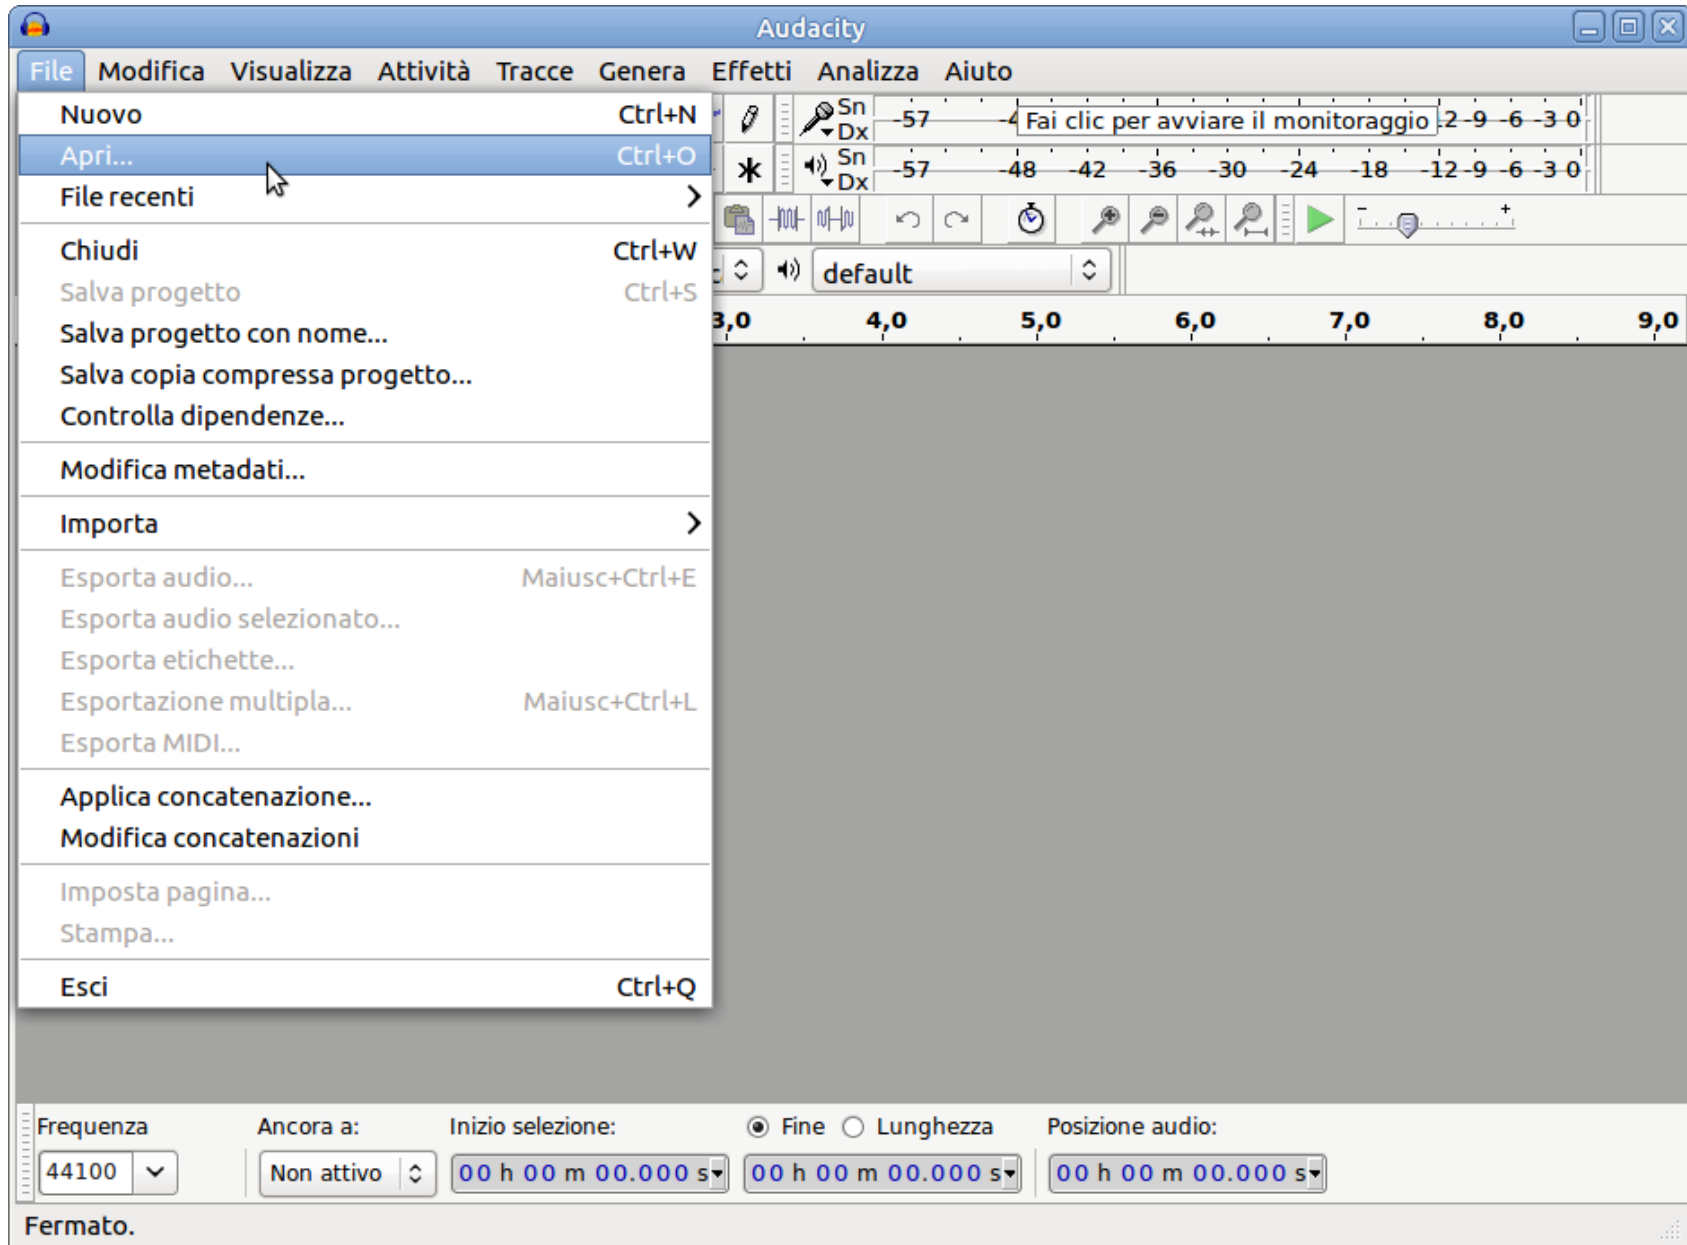 Audacity
File Modifica Visualizza Attività Tracce Genera Effetti Analizza Aiuto
Nuovo Ctrl+N
Apri... Ctrl+O
File recenti
Chiudi Ctrl+W
Salva progetto Ctrl+S
Salva progetto con nome...
Salva copia compressa progetto...
Controlla dipendenze...
Modifica metadati...
Importa
Esporta audio... Maiusc+Ctrl+E
Esporta audio selezionato...
Esporta etichette...
Esportazione multipla... Maiusc+Ctrl+L
Esporta MIDI...
Applica concatenazione...
Modifica concatenazioni
Imposta pagina...
Stampa...
Esci Ctrl+Q
Sn
Dx
-57 Fai clic per avviare il monitoraggio -9 -6 -3 0
Sn
Dx
-57 -48 -42 -36 -30 -24 -18 -12 -9 -6 -3 0
default
3,0 4,0 5,0 6,0 7,0 8,0 9,0
Frequenza Ancora a: Inizio selezione: Fine Lunghezza Posizione audio:
44100 Non attivo 00 h 00 m 00.000 s 00 h 00 m 00.000 s 00 h 00 m 00.000 s
Fermato.